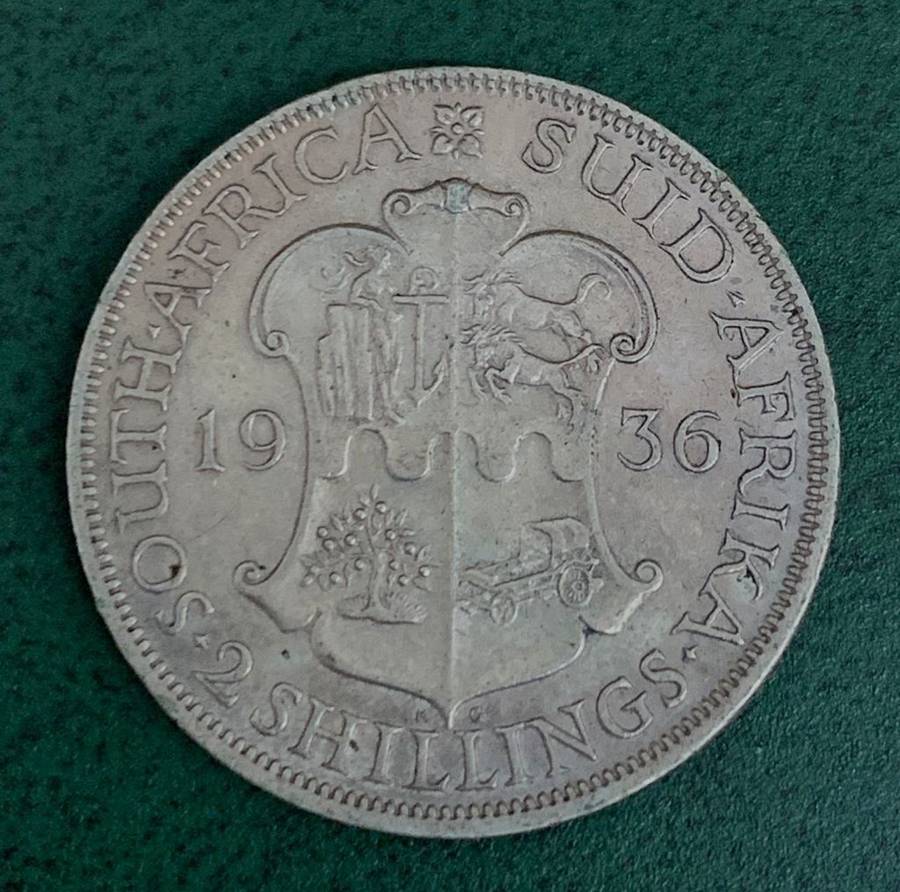 SOUTH·AFRICA SUID·AFRIKA
19 36
S·2 SHILLINGS·
K G